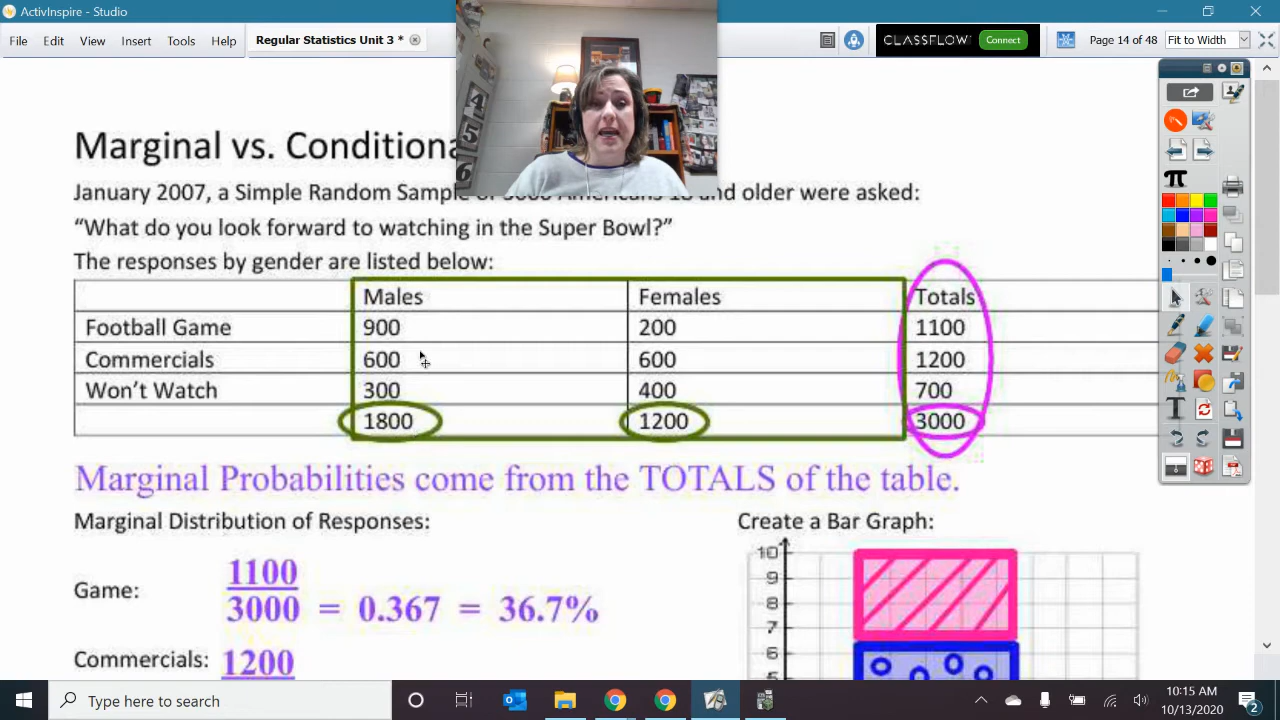 ActivInspire - Studio
File Edit View Insert Tools Help
Regular Statistics Unit 3 *
CLASSFLOW Connect
Page 14 of 48
Fit to Width
Marginal vs. Conditiona
January 2007, a Simple Random Sample of 3000 Americans 18 and older were asked:
“What do you look forward to watching in the Super Bowl?”
The responses by gender are listed below:
Males Females Totals
Football Game 900 200 1100
Commercials 600 600 1200
Won’t Watch 300 400 700
1800 1200 3000
Marginal Probabilities come from the TOTALS of the table.
Marginal Distribution of Responses:
Create a Bar Graph:
Game:
1100
3000 = 0.367 = 36.7%
Commercials: 1200
10
9
8
7
6
5
4
5
6
π
T
Type here to search
10:15 AM
10/13/2020
2